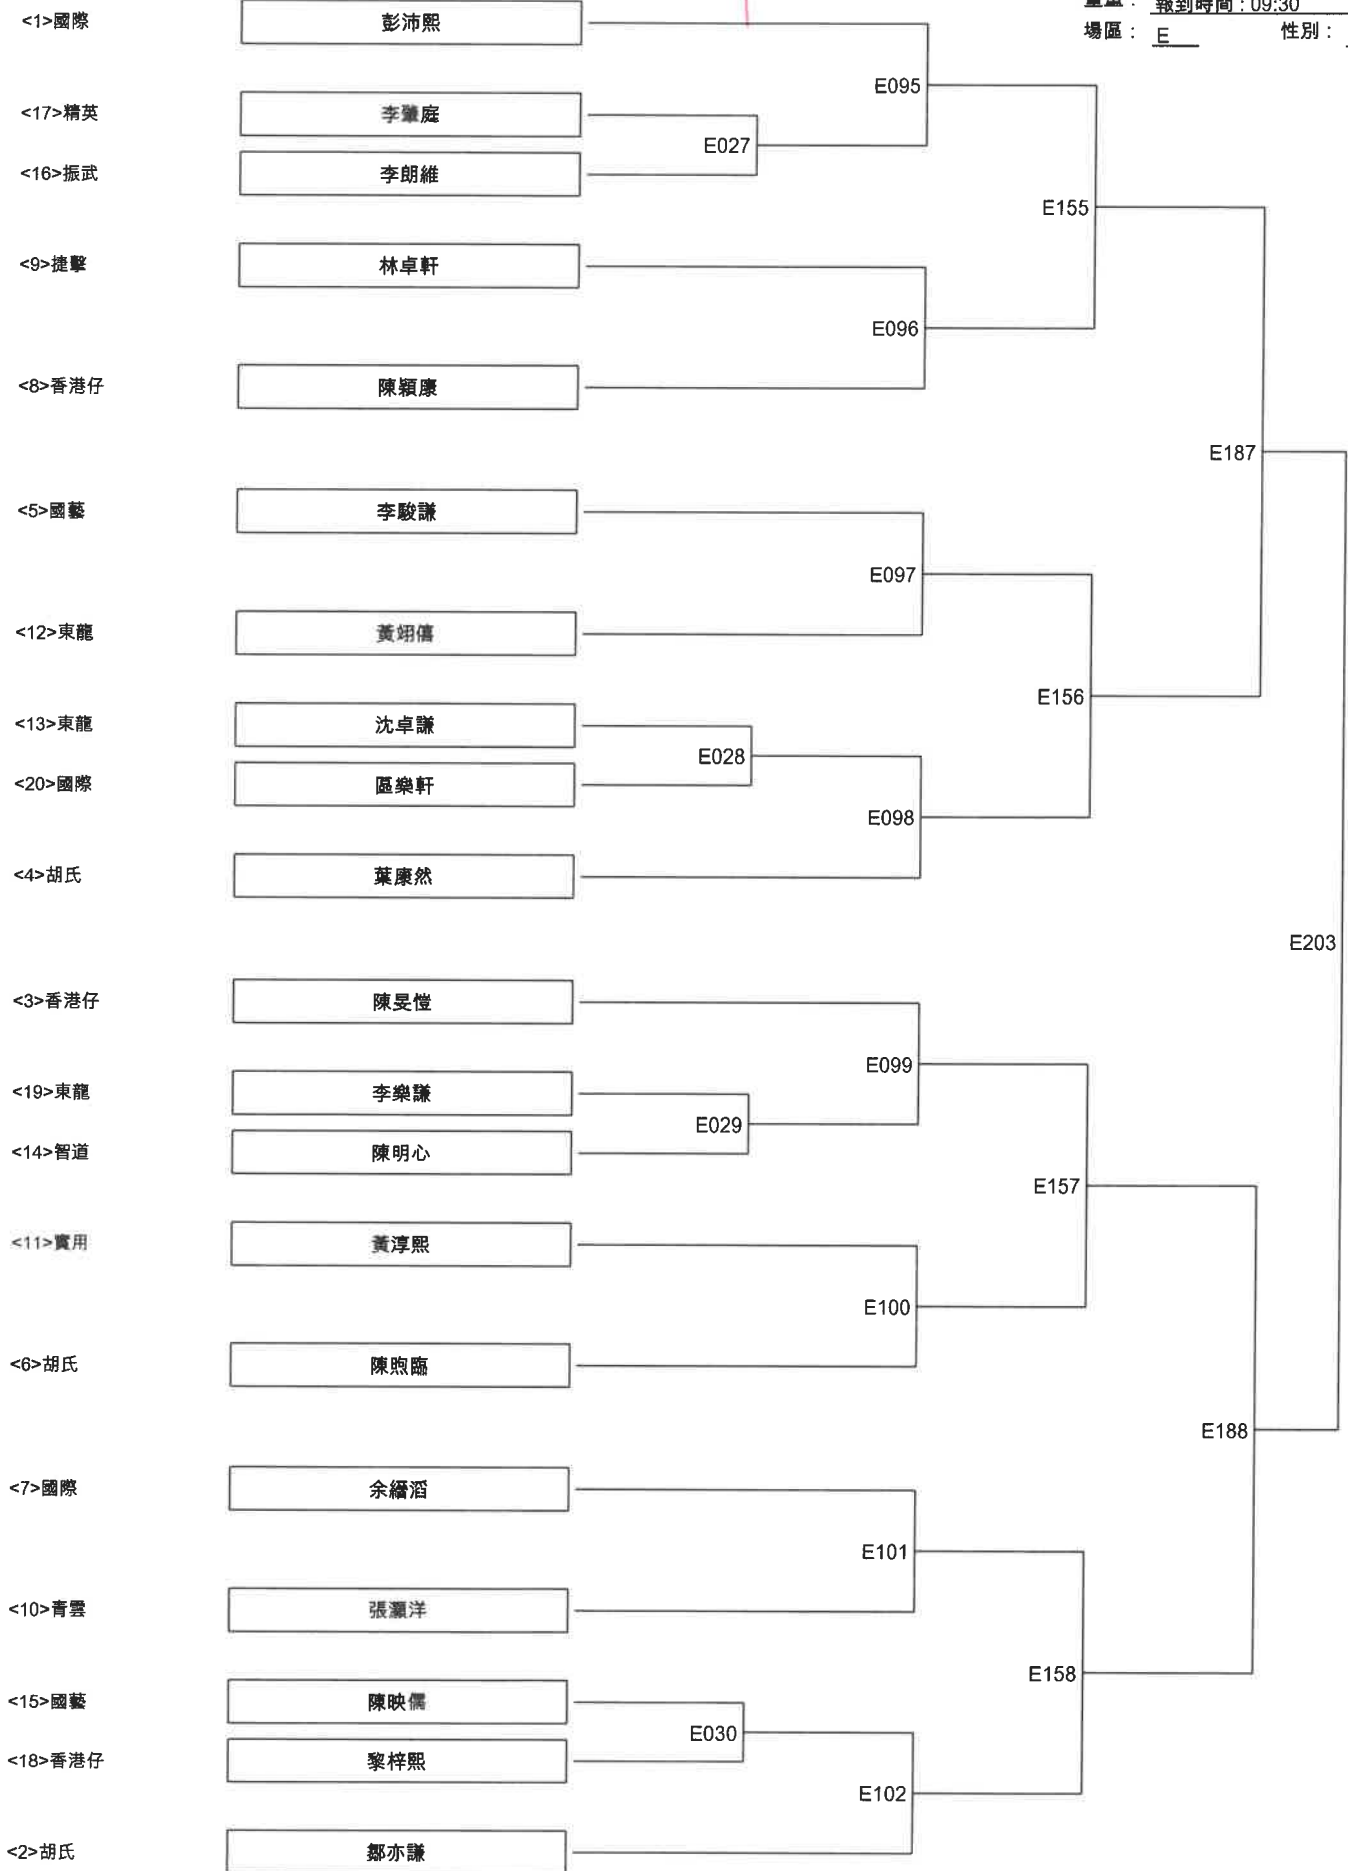 報到時間：09:30
<1>國際 彭沛熙
場區： E 性別：
E095
<17>精英 李肇庭
E027
<16>振武 李朗維
E155
<9>捷擊 林卓軒
E096
<8>香港仔 陳穎康
E187
<5>國藝 李駿謙
E097
<12>東龍 黃翊僖
E156
<13>東龍 沈卓謙
E028
<20>國際 區樂軒
E098
<4>胡氏 葉康然
E203
<3>香港仔 陳旻愷
E099
<19>東龍 李樂謙
E029
<14>智道 陳明心
E157
<11>實用 黃淳熙
E100
<6>胡氏 陳煦臨
E188
<7>國際 余縉滔
E101
<10>青雲 張灝洋
E158
<15>國藝 陳映儒
E030
<18>香港仔 黎梓熙
E102
<2>胡氏 鄒亦謙